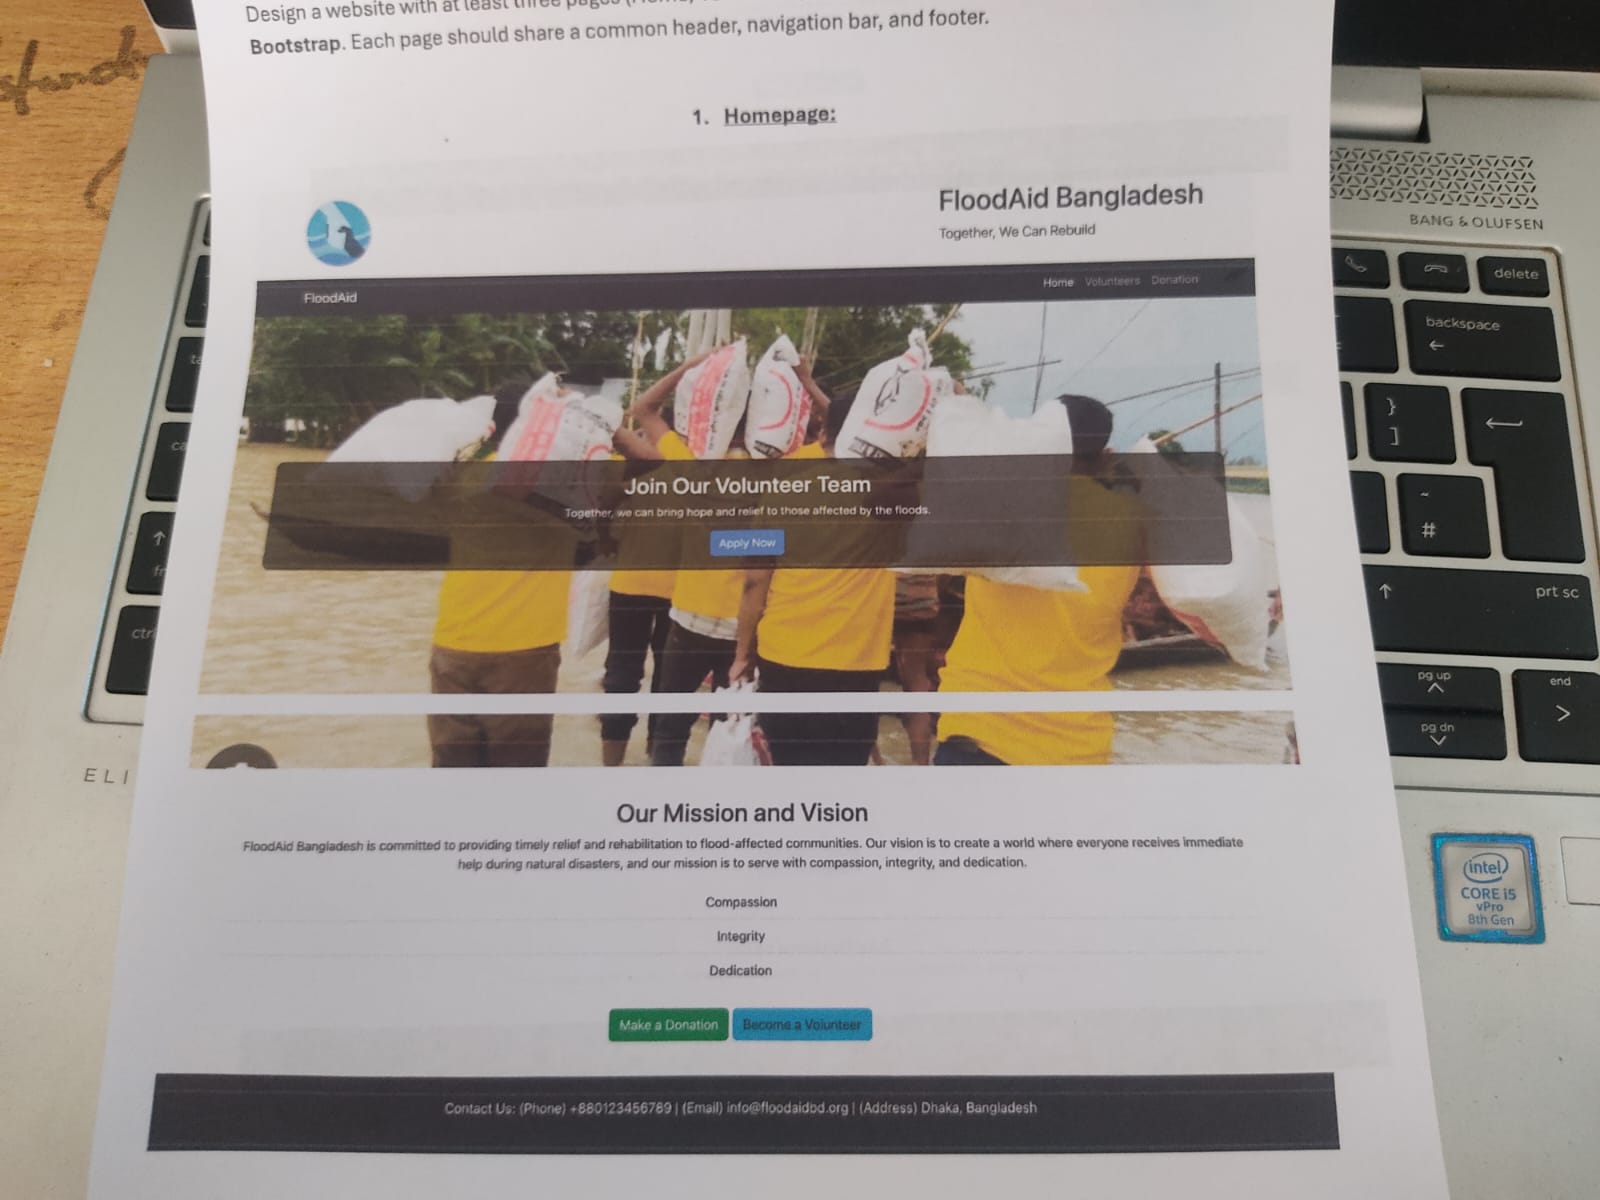 Design a website with at least three pages
Bootstrap. Each page should share a common header, navigation bar, and footer.
1. Homepage:
FloodAid Bangladesh
Together, We Can Rebuild
FloodAid
Home Volunteers Donation
Join Our Volunteer Team
Together, we can bring hope and relief to those affected by the floods.
Apply Now
Our Mission and Vision
FloodAid Bangladesh is committed to providing timely relief and rehabilitation to flood-affected communities. Our vision is to create a world where everyone receives immediate
help during natural disasters, and our mission is to serve with compassion, integrity, and dedication.
Compassion
Integrity
Dedication
Make a Donation
Become a Volunteer
Contact Us: (Phone) +880123456789 | (Email) info@floodaidbd.org | (Address) Dhaka, Bangladesh
BANG & OLUFSEN
delete
backspace
}
]
~
#
prt sc
pg up
end
pg dn
ta
ca
fn
ctr
ELI
intel
CORE i5
vPro
8th Gen